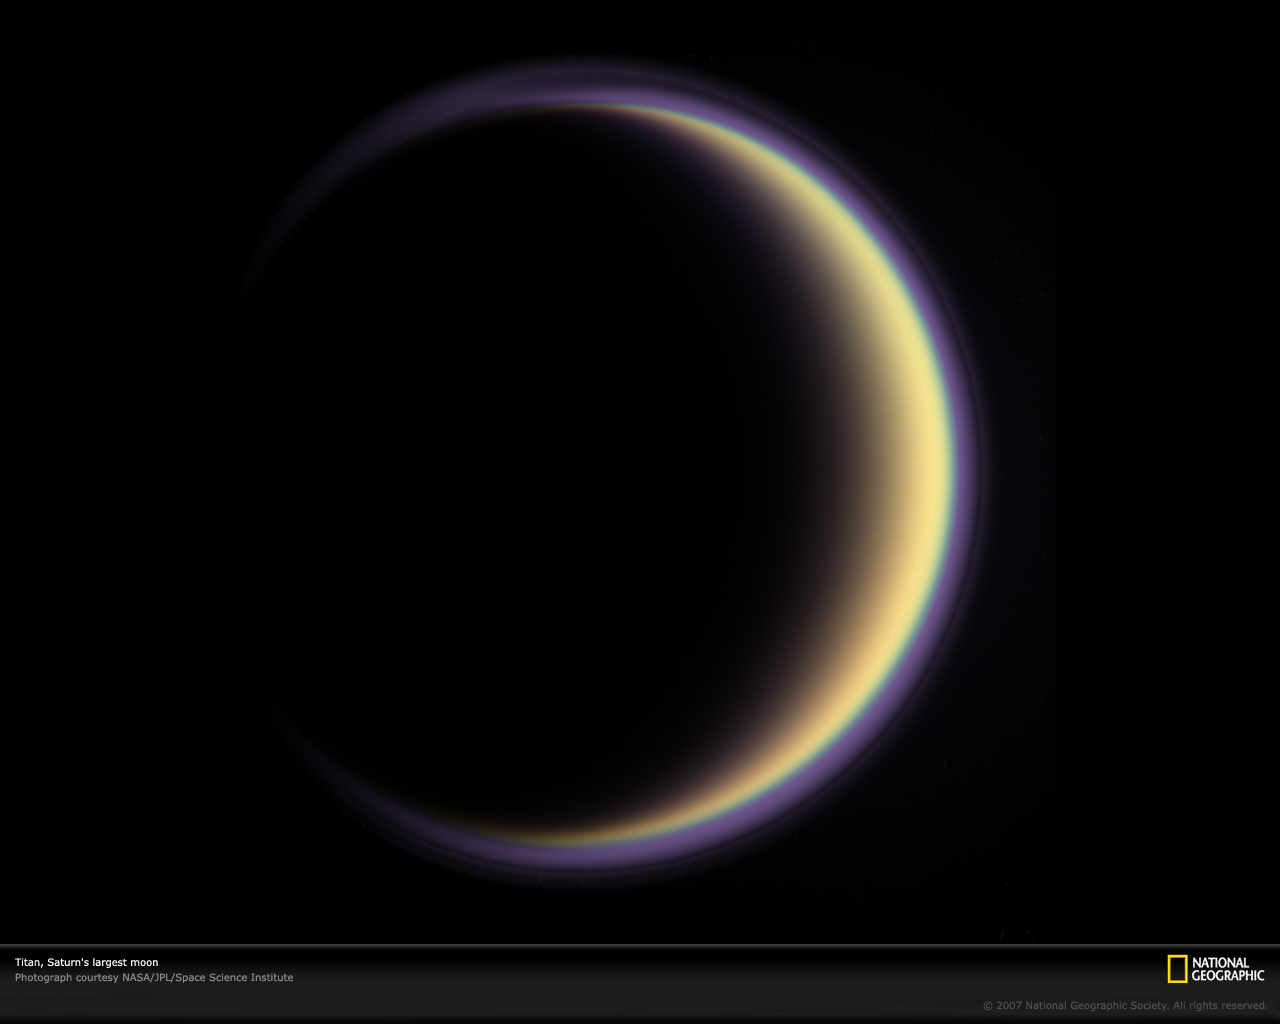 Titan, Saturn's largest moon
Photograph courtesy NASA/JPL/Space Science Institute
NATIONAL
GEOGRAPHIC
© 2007 National Geographic Society. All rights reserved.